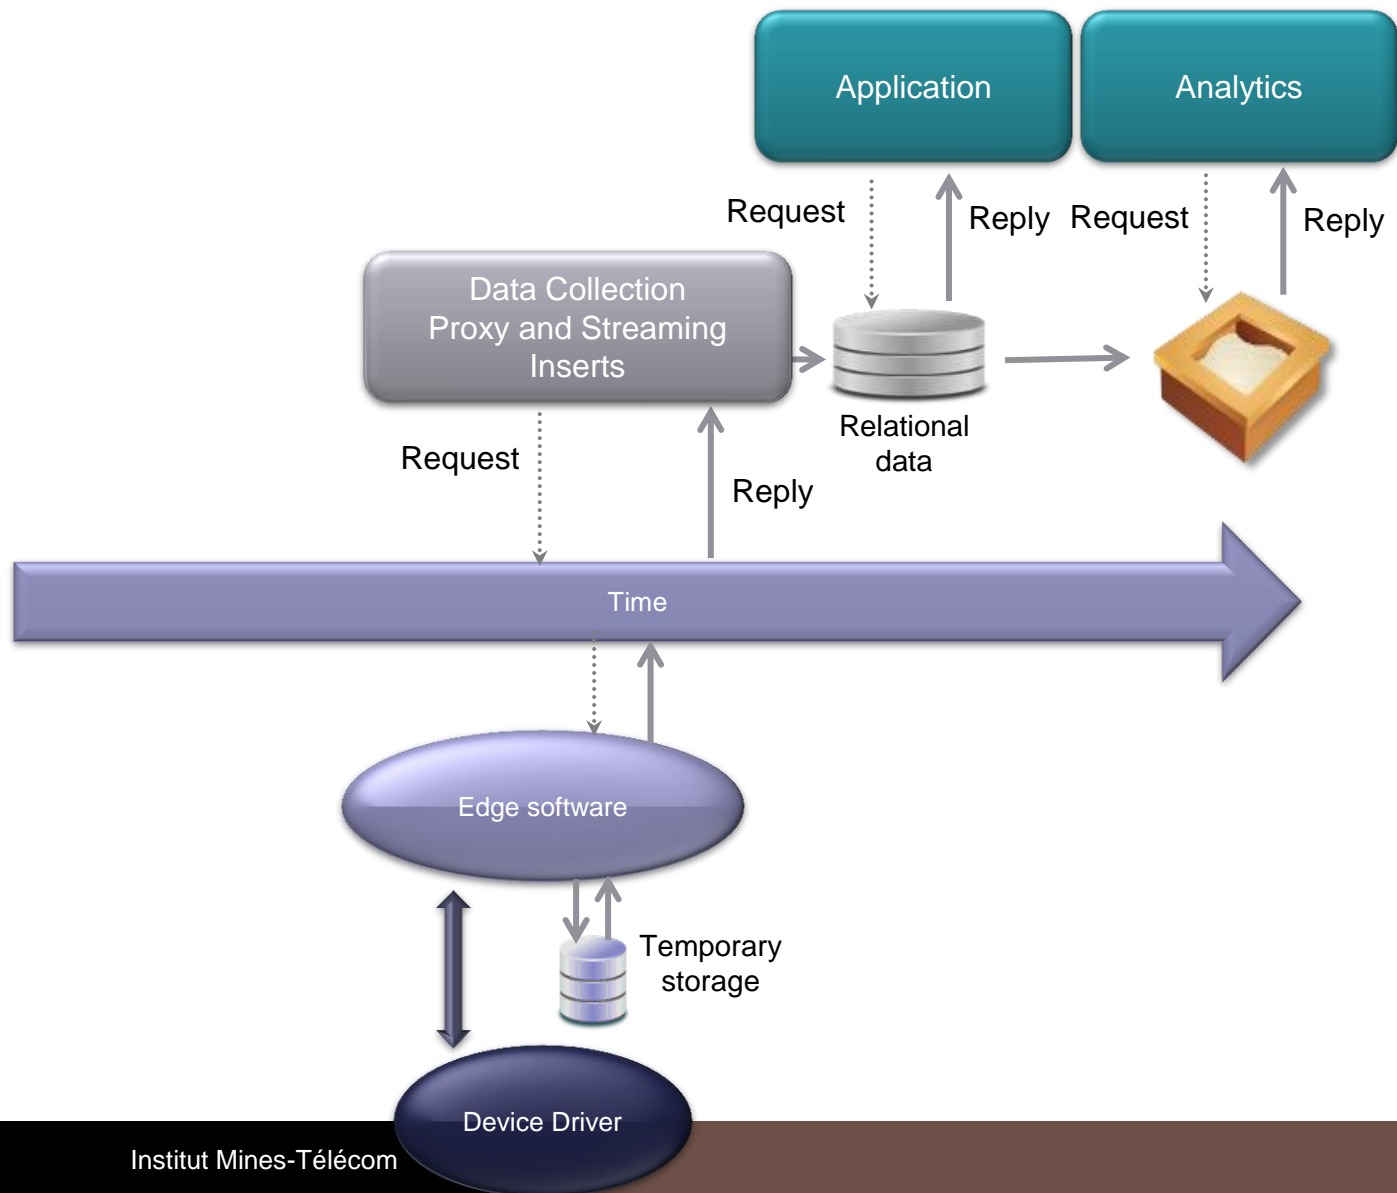 Application
Analytics
Request
Reply
Request
Reply
Data Collection
Proxy and Streaming
Inserts
Relational
data
Request
Reply
Time
Edge software
Temporary
storage
Device Driver
Institut Mines-Télécom